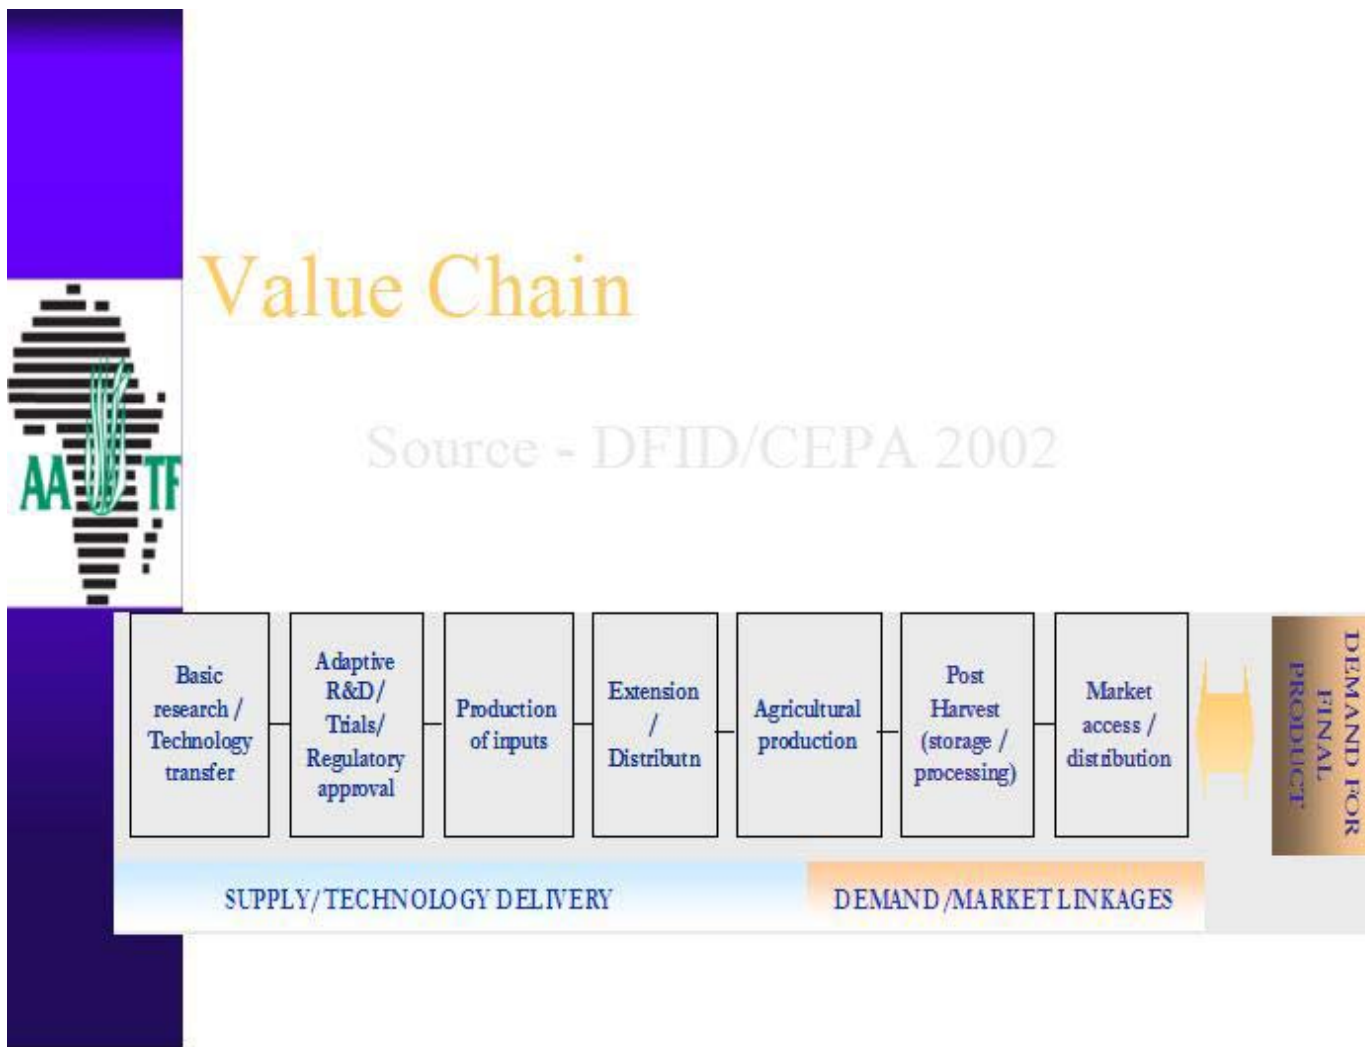 Value Chain
AATF
Source - DFID/CEPA 2002
Basic
research /
Technology
transfer
Adaptive
R&D/
Trials/
Regulatory
approval
Production
of inputs
Extension
/
Distributn
Agricultural
production
Post
Harvest
(storage /
processing)
Market
access /
distribution
DEMAND FOR
FINAL
PRODUCT
SUPPLY/TECHNOLOGY DELIVERY
DEMAND/MARKET LINKAGES